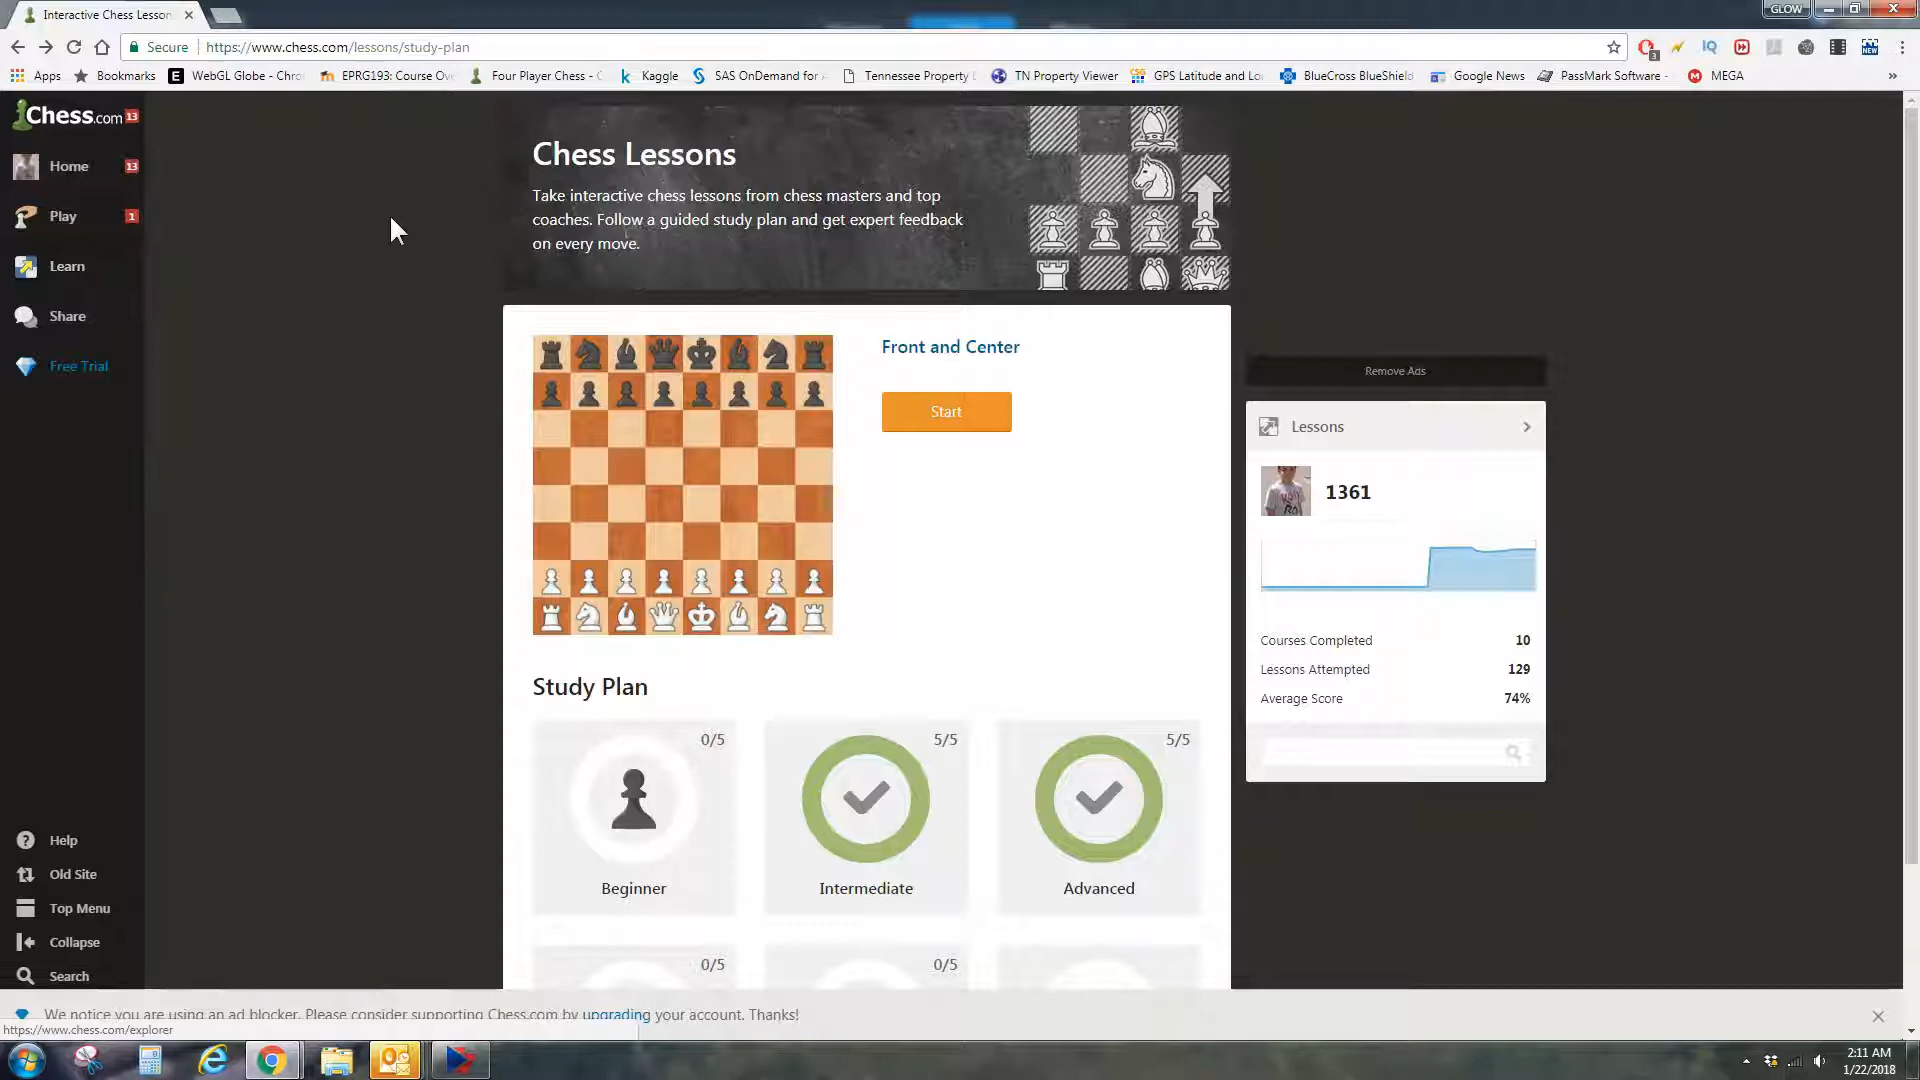 Interactive Chess Lesson
GLOW
Secure
https://www.chess.com/lessons/study-plan
3
Apps
Bookmarks
WebGL Globe - Chro
EPRG193: Course Ov
Four Player Chess - C
Kaggle
SAS OnDemand for
Tennessee Property
TN Property Viewer
GPS Latitude and Lo
BlueCross BlueShield
Google News
PassMark Software -
MEGA
Chess.com 13
Home 13
Play 1
Learn
Share
Free Trial
Chess Lessons
Take interactive chess lessons from chess masters and top
coaches. Follow a guided study plan and get expert feedback
on every move.
Front and Center
Start
Remove Ads
Lessons
1361
Courses Completed 10
Lessons Attempted 129
Average Score 74%
Study Plan
0/5
Beginner
5/5
Intermediate
5/5
Advanced
0/5
0/5
Help
Old Site
Top Menu
Collapse
Search
We notice you are using an ad blocker. Please consider supporting Chess.com by upgrading your account. Thanks!
https://www.chess.com/explorer
2:11 AM
1/22/2018